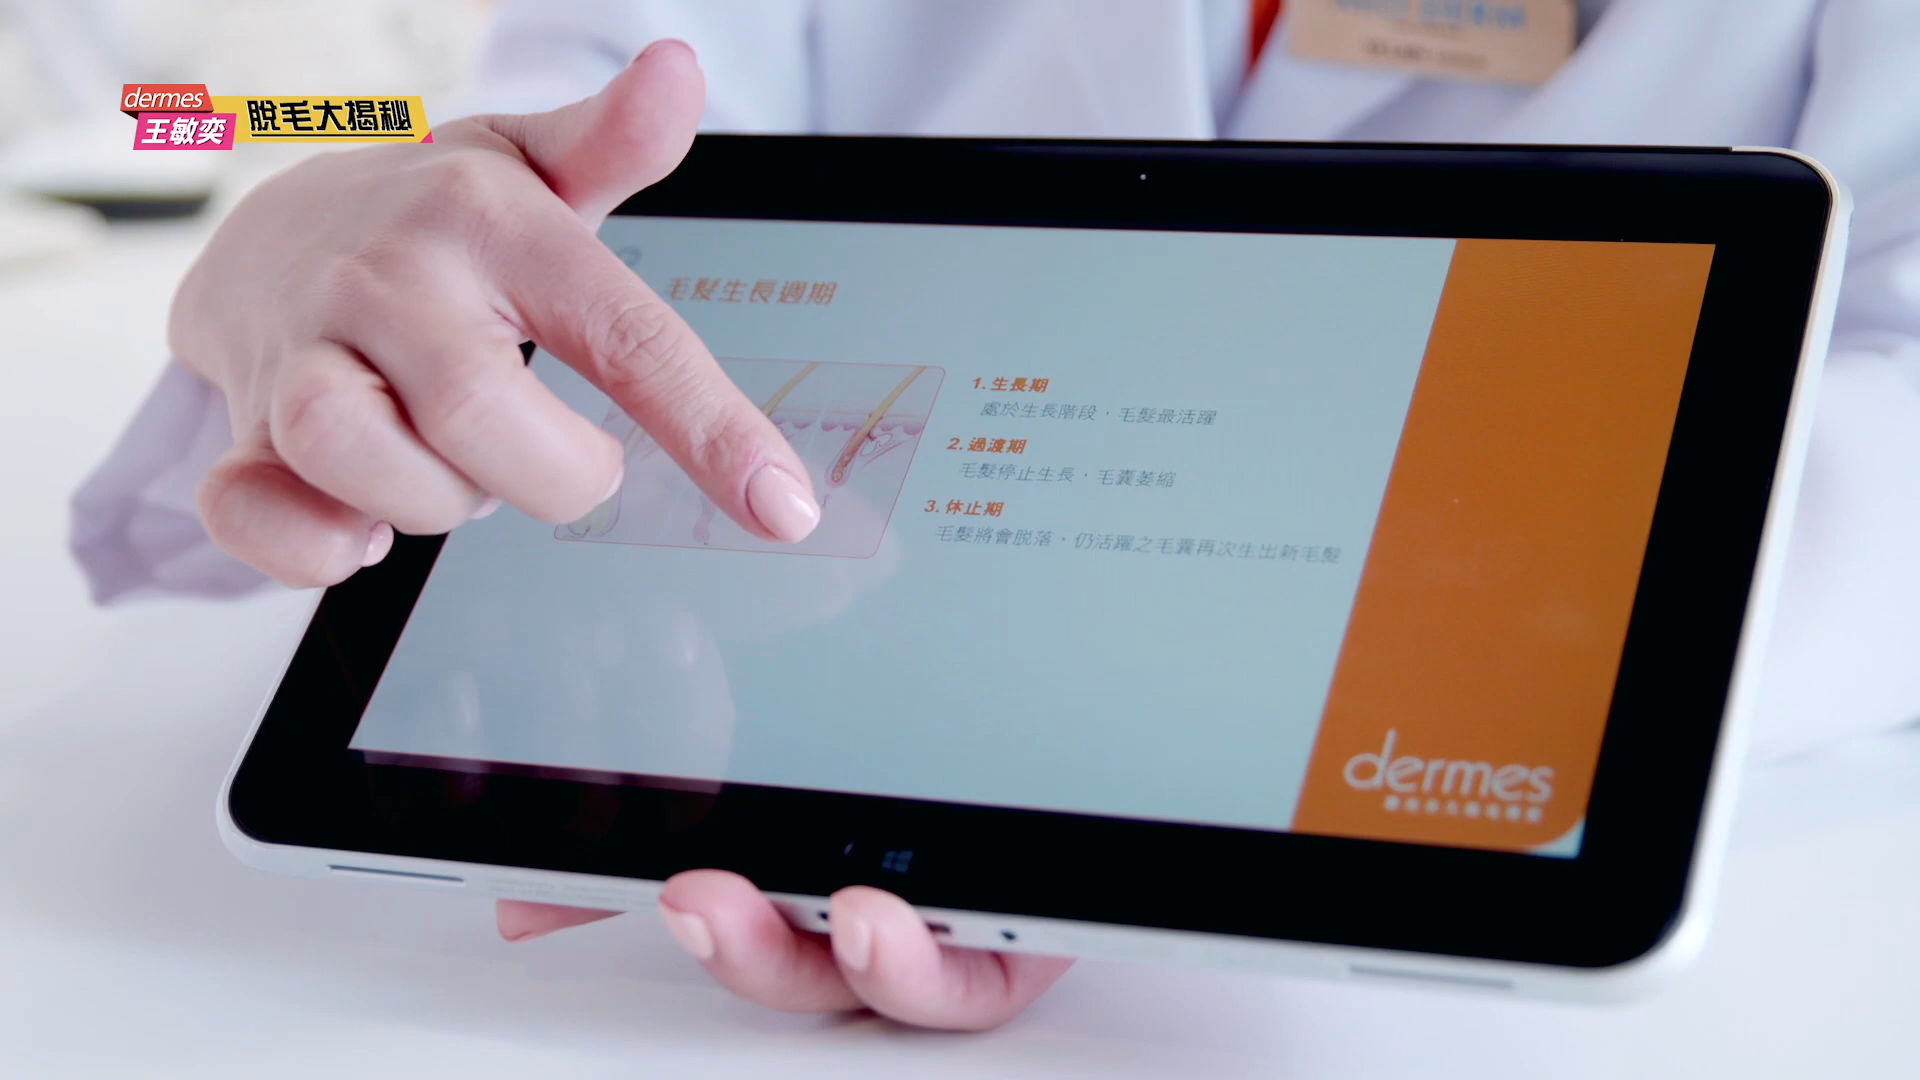 dermes
王敏奕
脫毛大揭秘
毛髮生長週期
1. 生長期
處於生長階段，毛髮最活躍
2. 過渡期
毛髮停止生長，毛囊萎縮
3. 休止期
毛髮將會脫落、仍活躍之毛囊再次生出新毛髮
dermes